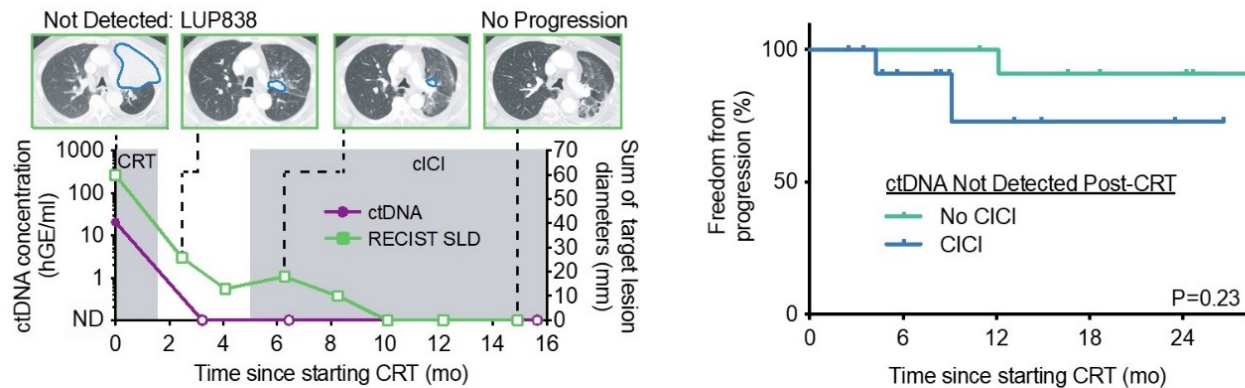 Not Detected: LUP838
No Progression
ctDNA concentration
(hGE/ml)
1000
100
10
1
ND
CRT
cICI
ctDNA
RECIST SLD
70
60
50
40
30
20
10
0
Sum of target lesion
diameters (mm)
0 2 4 6 8 10 12 14 16
Time since starting CRT (mo)
Freedom from
progression (%)
100
50
0
ctDNA Not Detected Post-CRT
No CICI
CICI
P=0.23
0 6 12 18 24
Time since starting CRT (mo)